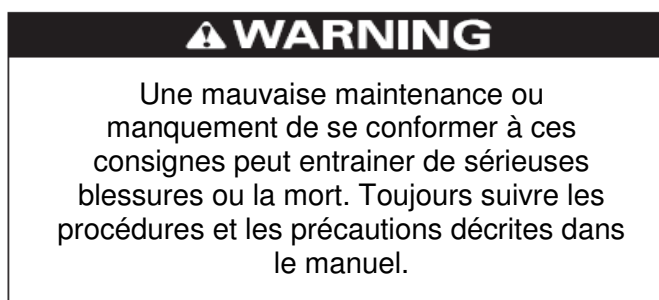 WARNING
Une mauvaise maintenance ou
manquement de se conformer à ces
consignes peut entrainer de sérieuses
blessures ou la mort. Toujours suivre les
procédures et les précautions décrites dans
le manuel.